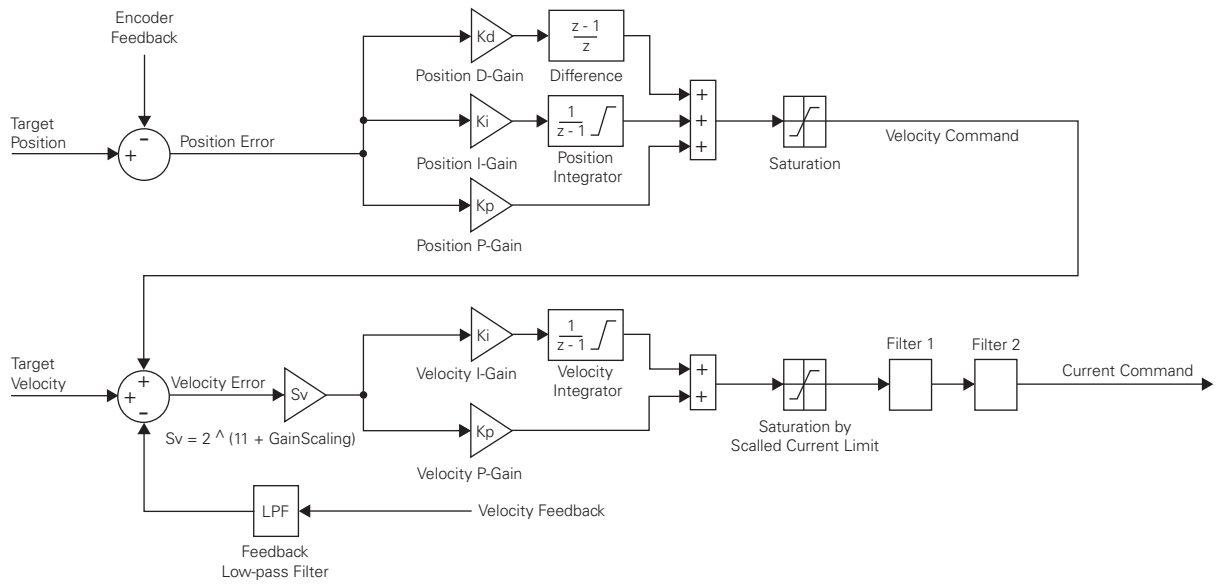 Encoder
Feedback
Target
Position
+
-
Position Error
Kd
Position D-Gain
z - 1
z
Difference
Ki
Position I-Gain
1
z - 1
Position
Integrator
Kp
Position P-Gain
+
+
+
Saturation
Velocity Command
Target
Velocity
+
+
-
Velocity Error
Sv
Sv = 2 ^ (11 + GainScaling)
Ki
Velocity I-Gain
1
z - 1
Velocity
Integrator
Kp
Velocity P-Gain
+
+
Saturation by
Scalled Current Limit
Filter 1
Filter 2
Current Command
LPF
Feedback
Low-pass Filter
Velocity Feedback